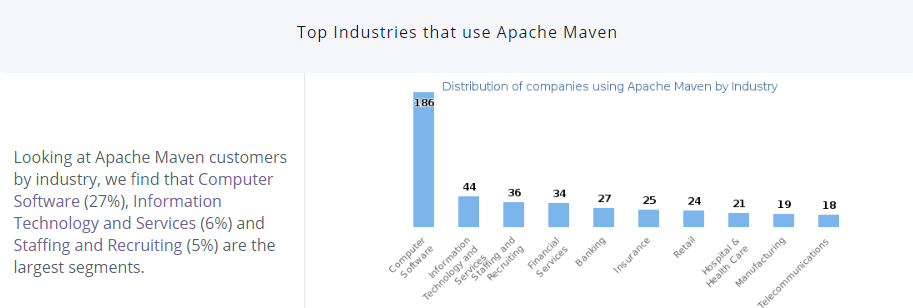 Top Industries that use Apache Maven
Looking at Apache Maven customers
by industry, we find that Computer
Software (27%), Information
Technology and Services (6%) and
Staffing and Recruiting (5%) are the
largest segments.
Distribution of companies using Apache Maven by Industry
186
44
36
34
27
25
24
21
19
18
Computer
Software
Information
Technology and
Services
Staffing and
Recruiting
Financial
Services
Banking
Insurance
Retail
Hospital &
Health Care
Manufacturing
Telecommunications